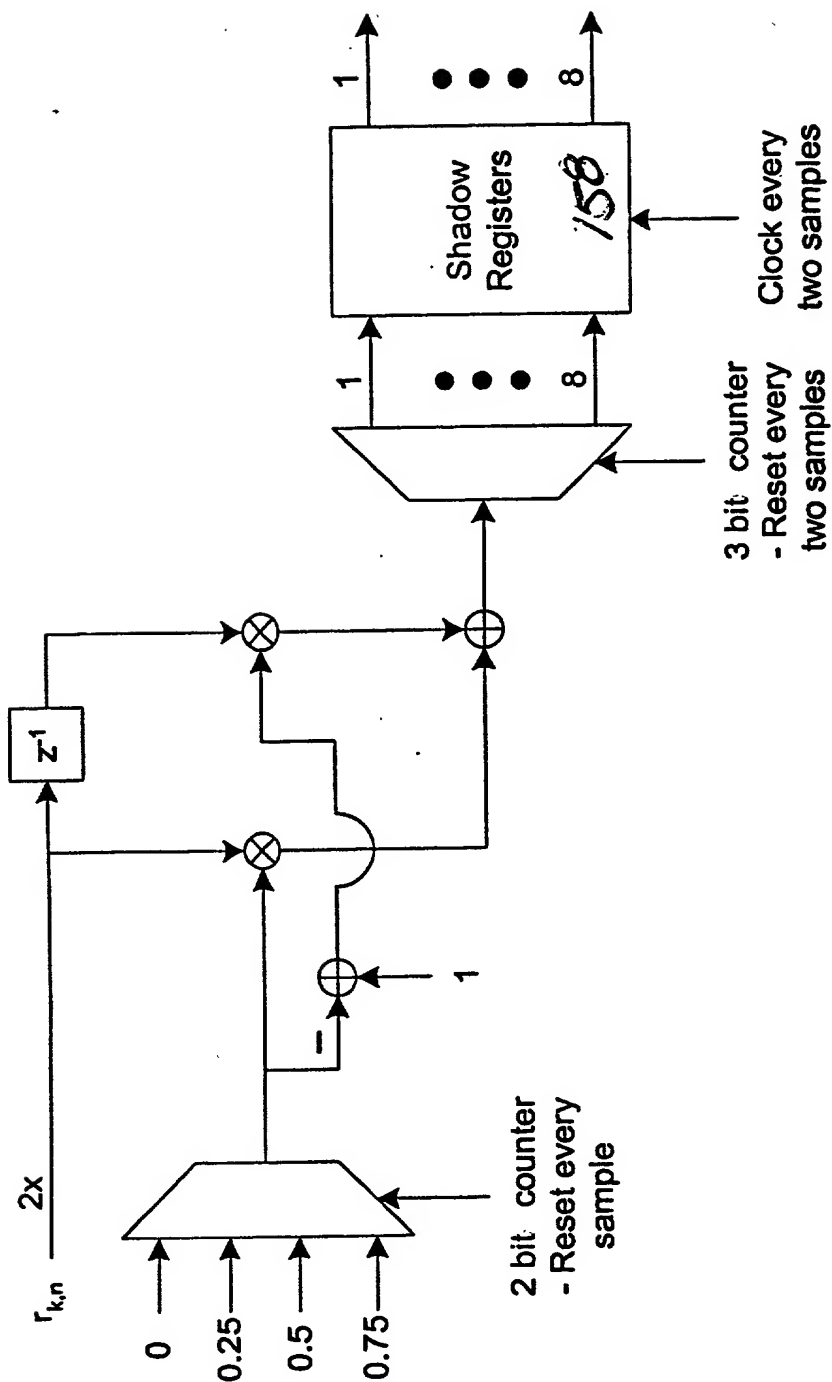 r_{k,n}
2x
z⁻¹
0
0.25
0.5
0.75
2 bit counter
- Reset every
sample
−
1
3 bit counter
- Reset every
two samples
1
8
Shadow
Registers
158
1
8
Clock every
two samples